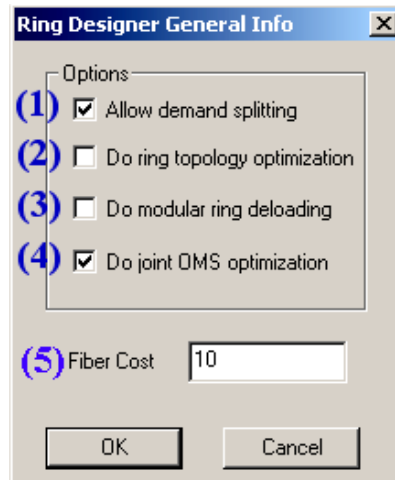 Ring Designer General Info
Options
(1) Allow demand splitting
(2) Do ring topology optimization
(3) Do modular ring deloading
(4) Do joint OMS optimization
(5) Fiber Cost 10
OK Cancel